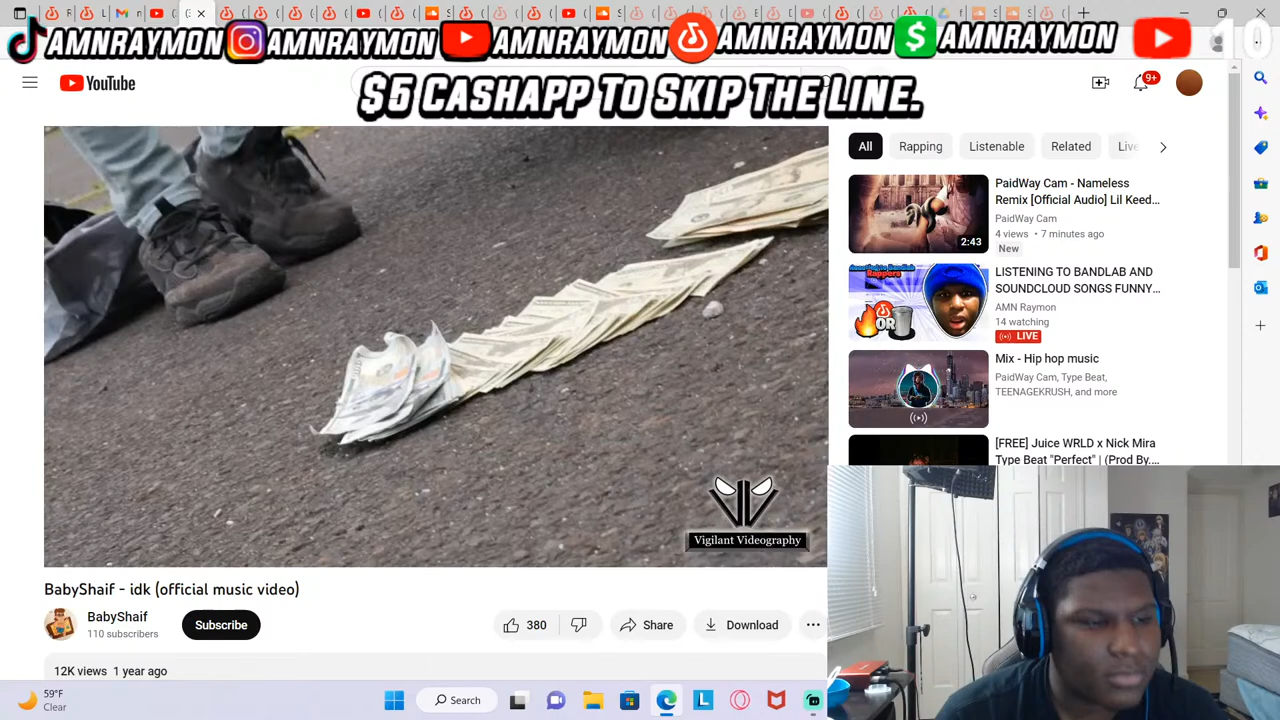 AMNRAYMON AMNRAYMON AMNRAYMON AMNRAYMON AMNRAYMON
YouTube
$5 CASHAPP TO SKIP THE LINE.
9+
All Rapping Listenable Related Live
PaidWay Cam - Nameless
Remix [Official Audio] Lil Keed…
PaidWay Cam
4 views • 7 minutes ago
New
2:43
LISTENING TO BANDLAB AND
SOUNDCLOUD SONGS FUNNY…
AMN Raymon
14 watching
LIVE
OR
Mix - Hip hop music
PaidWay Cam, Type Beat,
TEENAGEKRUSH, and more
[FREE] Juice WRLD x Nick Mira
Type Beat "Perfect" | (Prod By…
Vigilant Videography
BabyShaif - idk (official music video)
BabyShaif
110 subscribers
Subscribe
380
Share
Download
12K views 1 year ago
59°F
Clear
Search